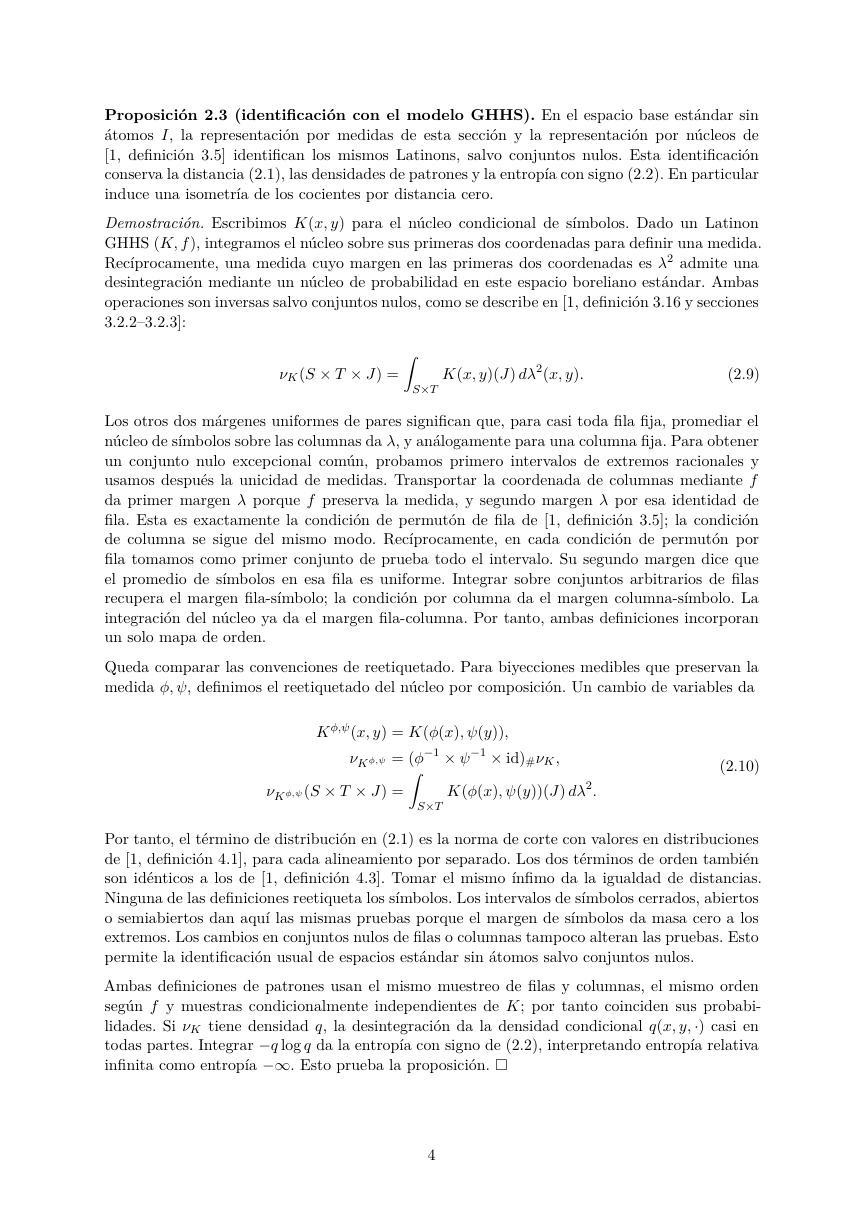 Proposición 2.3 (identificación con el modelo GHHS). En el espacio base estándar sin
átomos I, la representación por medidas de esta sección y la representación por núcleos de
[1, definición 3.5] identifican los mismos Latinons, salvo conjuntos nulos. Esta identificación
conserva la distancia (2.1), las densidades de patrones y la entropía con signo (2.2). En particular
induce una isometría de los cocientes por distancia cero.
Demostración. Escribimos K(x, y) para el núcleo condicional de símbolos. Dado un Latinon
GHHS (K, f), integramos el núcleo sobre sus primeras dos coordenadas para definir una medida.
Recíprocamente, una medida cuyo margen en las primeras dos coordenadas es λ² admite una
desintegración mediante un núcleo de probabilidad en este espacio boreliano estándar. Ambas
operaciones son inversas salvo conjuntos nulos, como se describe en [1, definición 3.16 y secciones
3.2.2–3.2.3]:
ν_K(S × T × J) = ∫_{S×T} K(x, y)(J) dλ²(x, y). (2.9)
Los otros dos márgenes uniformes de pares significan que, para casi toda fila fija, promediar el
núcleo de símbolos sobre las columnas da λ, y análogamente para una columna fija. Para obtener
un conjunto nulo excepcional común, probamos primero intervalos de extremos racionales y
usamos después la unicidad de medidas. Transportar la coordenada de columnas mediante f
da primer margen λ porque f preserva la medida, y segundo margen λ por esa identidad de
fila. Esta es exactamente la condición de permutón de fila de [1, definición 3.5]; la condición
de columna se sigue del mismo modo. Recíprocamente, en cada condición de permutón por
fila tomamos como primer conjunto de prueba todo el intervalo. Su segundo margen dice que
el promedio de símbolos en esa fila es uniforme. Integrar sobre conjuntos arbitrarios de filas
recupera el margen fila-símbolo; la condición por columna da el margen columna-símbolo. La
integración del núcleo ya da el margen fila-columna. Por tanto, ambas definiciones incorporan
un solo mapa de orden.
Queda comparar las convenciones de reetiquetado. Para biyecciones medibles que preservan la
medida ϕ, ψ, definimos el reetiquetado del núcleo por composición. Un cambio de variables da
K^{ϕ,ψ}(x, y) = K(ϕ(x), ψ(y)),
ν_{K^{ϕ,ψ}} = (ϕ⁻¹ × ψ⁻¹ × id)_# ν_K, (2.10)
ν_{K^{ϕ,ψ}}(S × T × J) = ∫_{S×T} K(ϕ(x), ψ(y))(J) dλ².
Por tanto, el término de distribución en (2.1) es la norma de corte con valores en distribuciones
de [1, definición 4.1], para cada alineamiento por separado. Los dos términos de orden también
son idénticos a los de [1, definición 4.3]. Tomar el mismo ínfimo da la igualdad de distancias.
Ninguna de las definiciones reetiqueta los símbolos. Los intervalos de símbolos cerrados, abiertos
o semiabiertos dan aquí las mismas pruebas porque el margen de símbolos da masa cero a los
extremos. Los cambios en conjuntos nulos de filas o columnas tampoco alteran las pruebas. Esto
permite la identificación usual de espacios estándar sin átomos salvo conjuntos nulos.
Ambas definiciones de patrones usan el mismo muestreo de filas y columnas, el mismo orden
según f y muestras condicionalmente independientes de K; por tanto coinciden sus probabi-
lidades. Si ν_K tiene densidad q, la desintegración da la densidad condicional q(x, y, ·) casi en
todas partes. Integrar −q log q da la entropía con signo de (2.2), interpretando entropía relativa
infinita como entropía −∞. Esto prueba la proposición. □
4